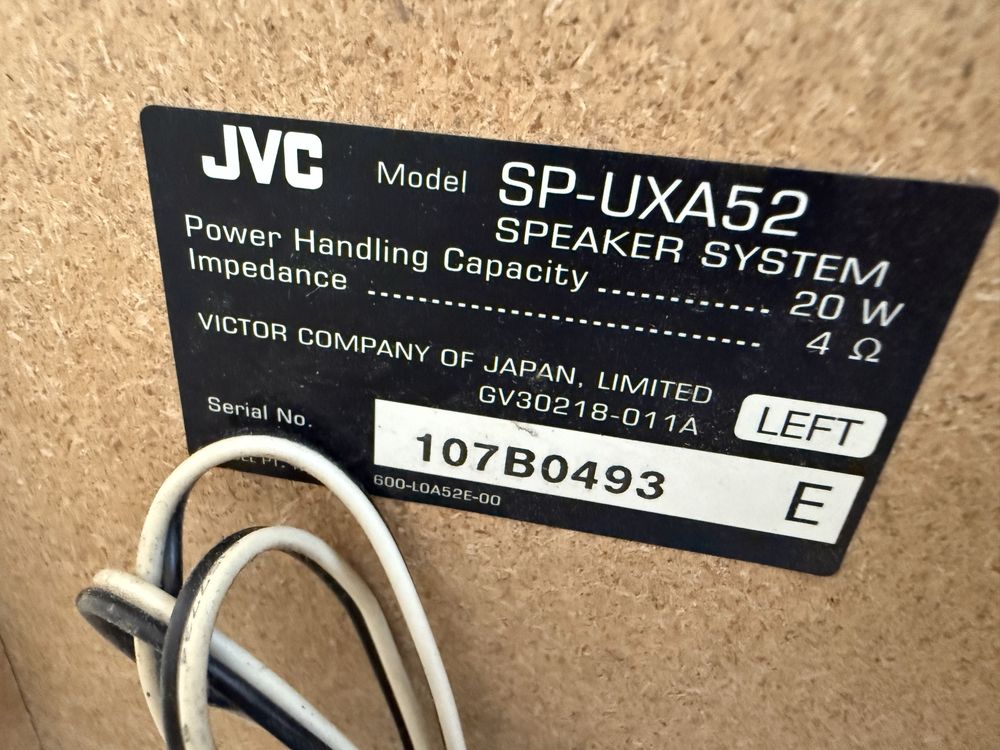 JVC Model SP-UXA52
SPEAKER SYSTEM
Power Handling Capacity ............ 20 W
Impedance ............................ 4 Ω
VICTOR COMPANY OF JAPAN, LIMITED
GV30218-011A
LEFT
Serial No. 107B0493 E
600-L0A52E-00